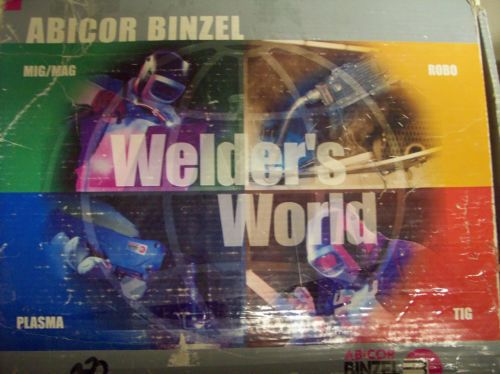 ABICOR BINZEL
MIG/MAG
ROBO
Welder's
World
PLASMA
TIG
ABICOR
BINZEL